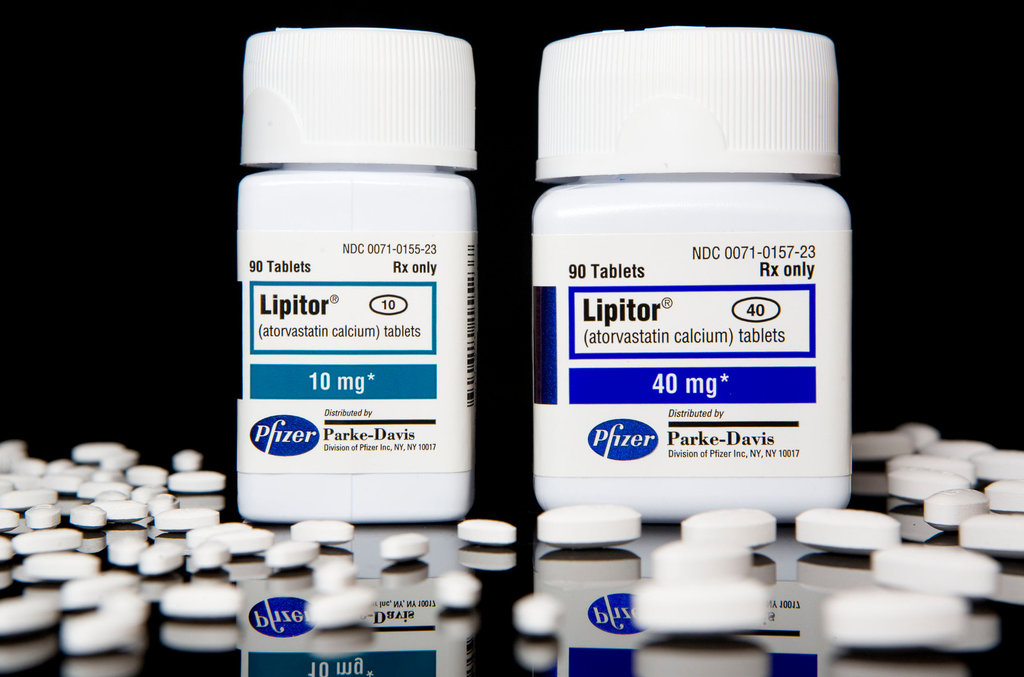 NDC 0071-0155-23
90 Tablets Rx only
Lipitor® 10
(atorvastatin calcium) tablets
10 mg*
Pfizer
Distributed by
Parke-Davis
Division of Pfizer Inc, NY, NY 10017
NDC 0071-0157-23
90 Tablets Rx only
Lipitor® 40
(atorvastatin calcium) tablets
40 mg*
Pfizer
Distributed by
Parke-Davis
Division of Pfizer Inc, NY, NY 10017